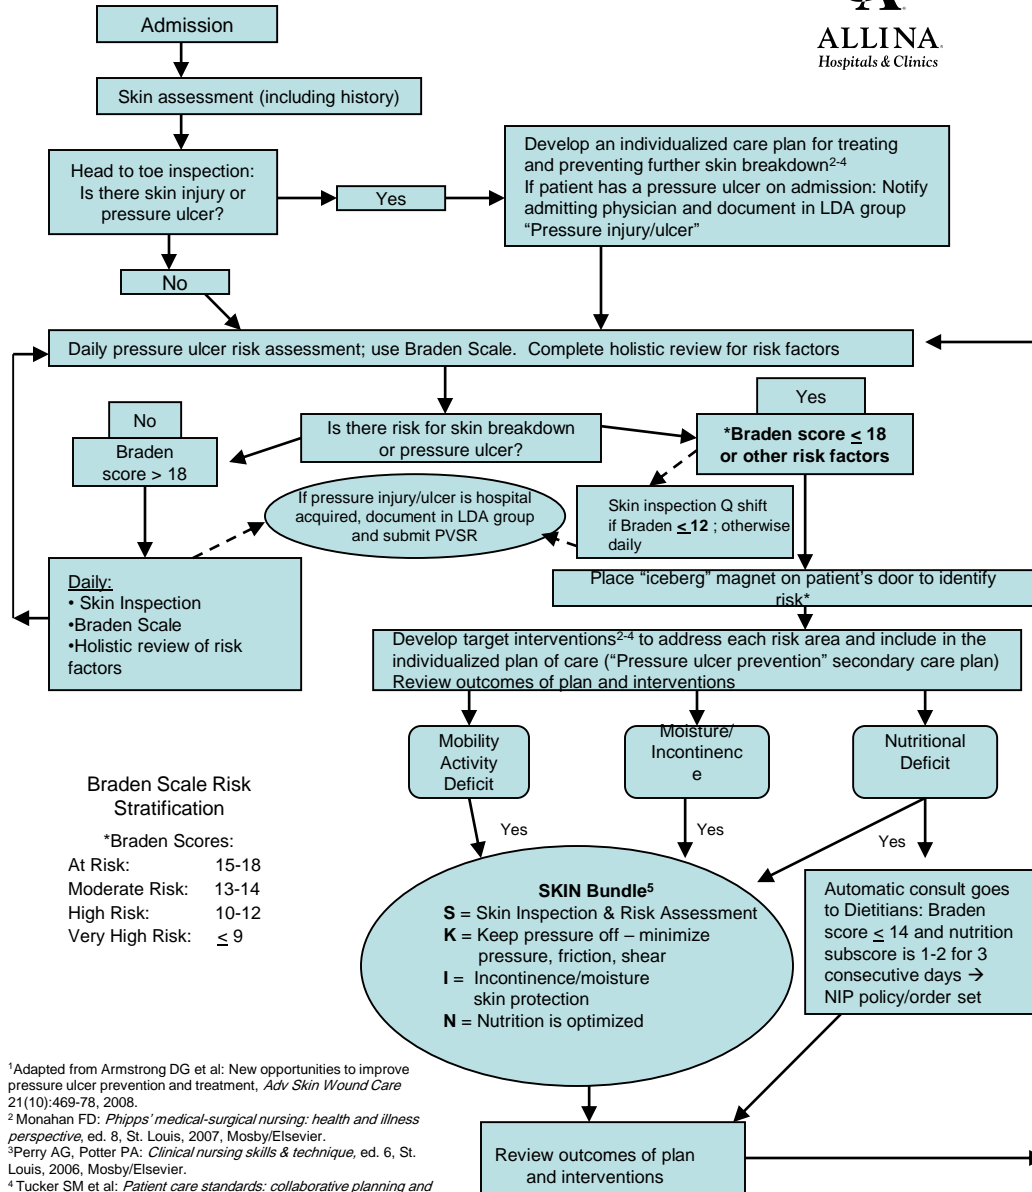 ALLINA
Hospitals & Clinics
Admission
Skin assessment (including history)
Head to toe inspection:
Is there skin injury or
pressure ulcer?
Yes
Develop an individualized care plan for treating
and preventing further skin breakdown2-4
If patient has a pressure ulcer on admission: Notify
admitting physician and document in LDA group
“Pressure injury/ulcer”
No
Daily pressure ulcer risk assessment; use Braden Scale.  Complete holistic review for risk factors
No
Braden
score > 18
Is there risk for skin breakdown
or pressure ulcer?
Yes
*Braden score < 18
or other risk factors
If pressure injury/ulcer is hospital
acquired, document in LDA group
and submit PVSR
Skin inspection Q shift
if Braden < 12 ; otherwise
daily
Daily:
• Skin Inspection
•Braden Scale
•Holistic review of risk
factors
Place “iceberg” magnet on patient’s door to identify
risk*
Develop target interventions2-4 to address each risk area and include in the
individualized plan of care (“Pressure ulcer prevention” secondary care plan)
Review outcomes of plan and interventions
Mobility
Activity
Deficit
Moisture/
Incontinenc
e
Nutritional
Deficit
Yes
Yes
Yes
Braden Scale Risk
Stratification
*Braden Scores:
At Risk: 15-18
Moderate Risk: 13-14
High Risk: 10-12
Very High Risk: < 9
SKIN Bundle5
S = Skin Inspection & Risk Assessment
K = Keep pressure off – minimize
pressure, friction, shear
I = Incontinence/moisture
skin protection
N = Nutrition is optimized
Automatic consult goes
to Dietitians: Braden
score < 14 and nutrition
subscore is 1-2 for 3
consecutive days →
NIP policy/order set
Review outcomes of plan
and interventions
1Adapted from Armstrong DG et al: New opportunities to improve
pressure ulcer prevention and treatment, Adv Skin Wound Care
21(10):469-78, 2008.
2 Monahan FD: Phipps’ medical-surgical nursing: health and illness
perspective, ed. 8, St. Louis, 2007, Mosby/Elsevier.
3Perry AG, Potter PA: Clinical nursing skills & technique, ed. 6, St.
Louis, 2006, Mosby/Elsevier.
4 Tucker SM et al: Patient care standards: collaborative planning and